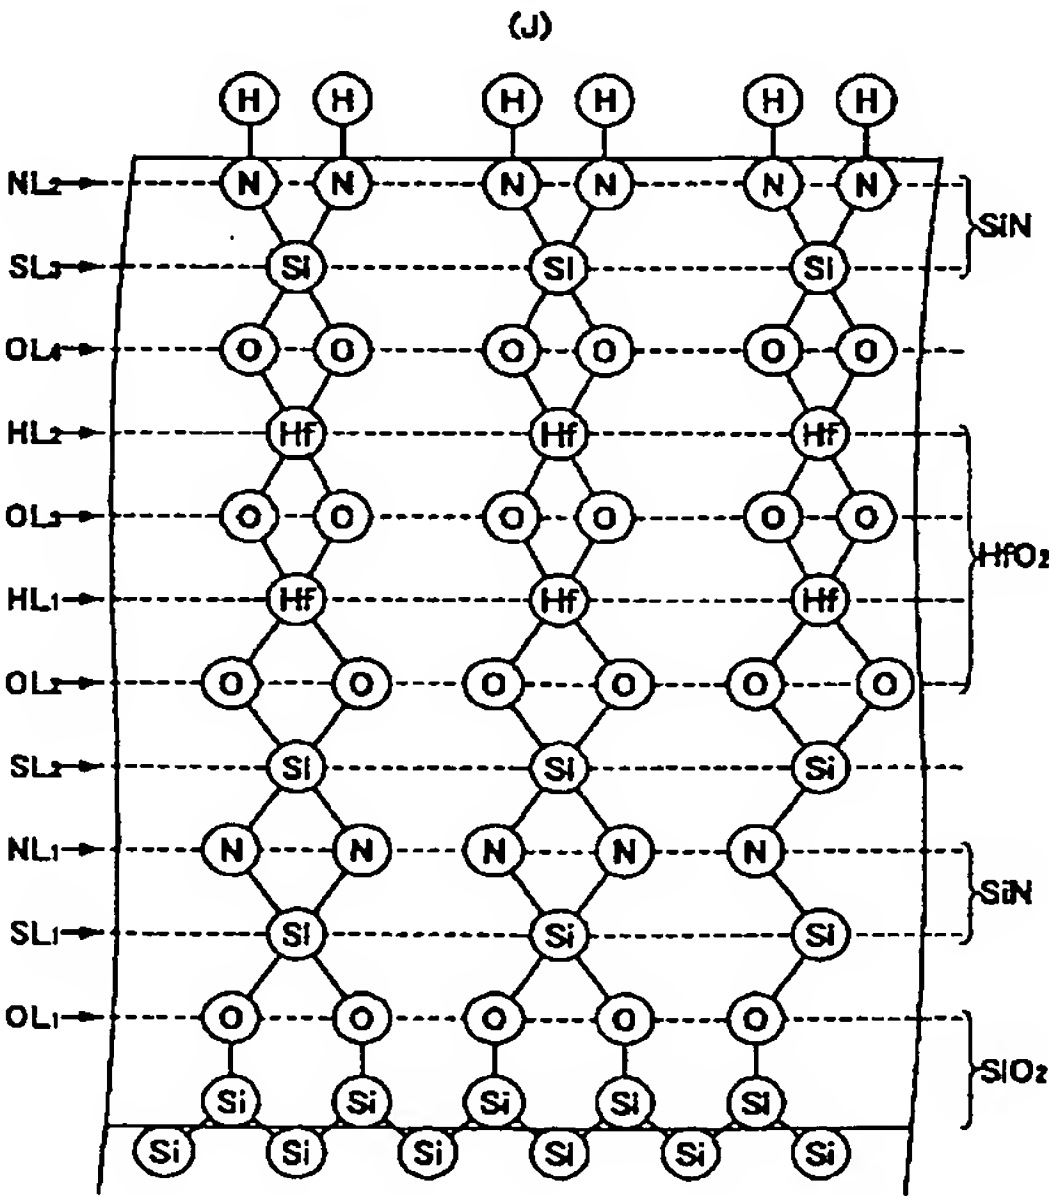 (J)
H H H H H H
NL2 N N N N N N
SiN
SL3 Si Si Si
OL4 O O O O O O
HL2 Hf Hf Hf
OL3 O O O O O O
HfO2
HL1 Hf Hf Hf
OL2 O O O O O O
SL2 Si Si Si
NL1 N N N N N
SiN
SL1 Si Si Si
OL1 O O O O O
SiO2
Si Si Si Si Si
Si Si Si Si Si Si